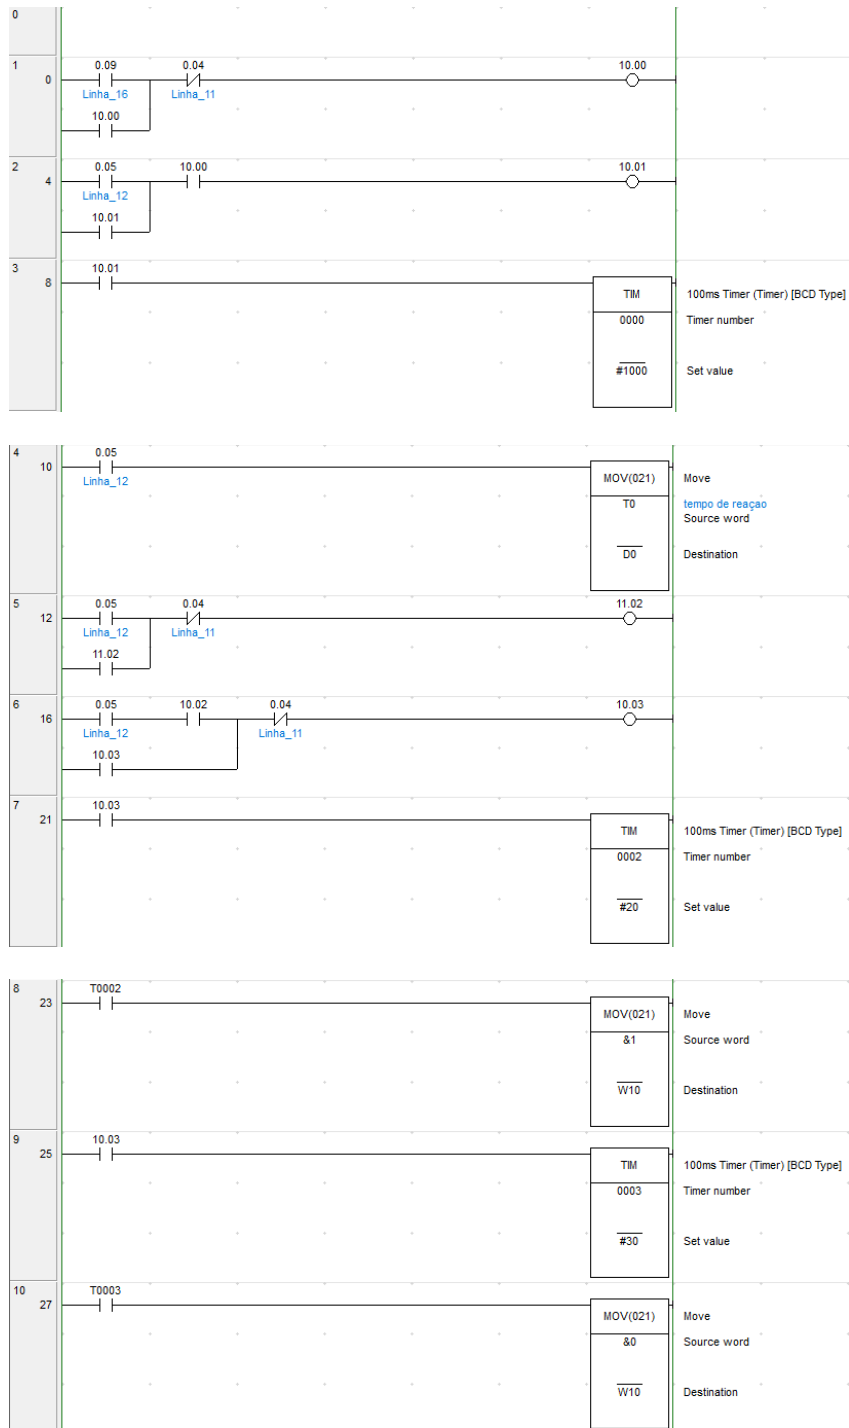 0
1
0
0.09
0.04
10.00
Linha_16
Linha_11
10.00
2
4
0.05
10.00
10.01
Linha_12
10.01
3
8
10.01
TIM
100ms Timer (Timer) [BCD Type]
0000
Timer number
#1000
Set value
4
10
0.05
Linha_12
MOV(021)
Move
T0
tempo de reaçao
Source word
D0
Destination
5
12
0.05
0.04
11.02
Linha_12
Linha_11
11.02
6
16
0.05
10.02
0.04
10.03
Linha_12
Linha_11
10.03
7
21
10.03
TIM
100ms Timer (Timer) [BCD Type]
0002
Timer number
#20
Set value
8
23
T0002
MOV(021)
Move
&1
Source word
W10
Destination
9
25
10.03
TIM
100ms Timer (Timer) [BCD Type]
0003
Timer number
#30
Set value
10
27
T0003
MOV(021)
Move
&0
Source word
W10
Destination